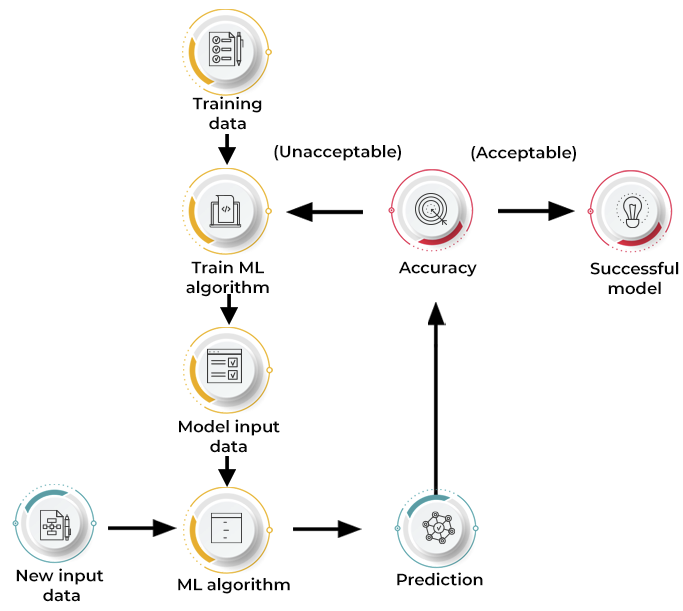 Training
data
(Unacceptable)
(Acceptable)
Train ML
algorithm
Accuracy
Successful
model
Model input
data
New input
data
ML algorithm
Prediction